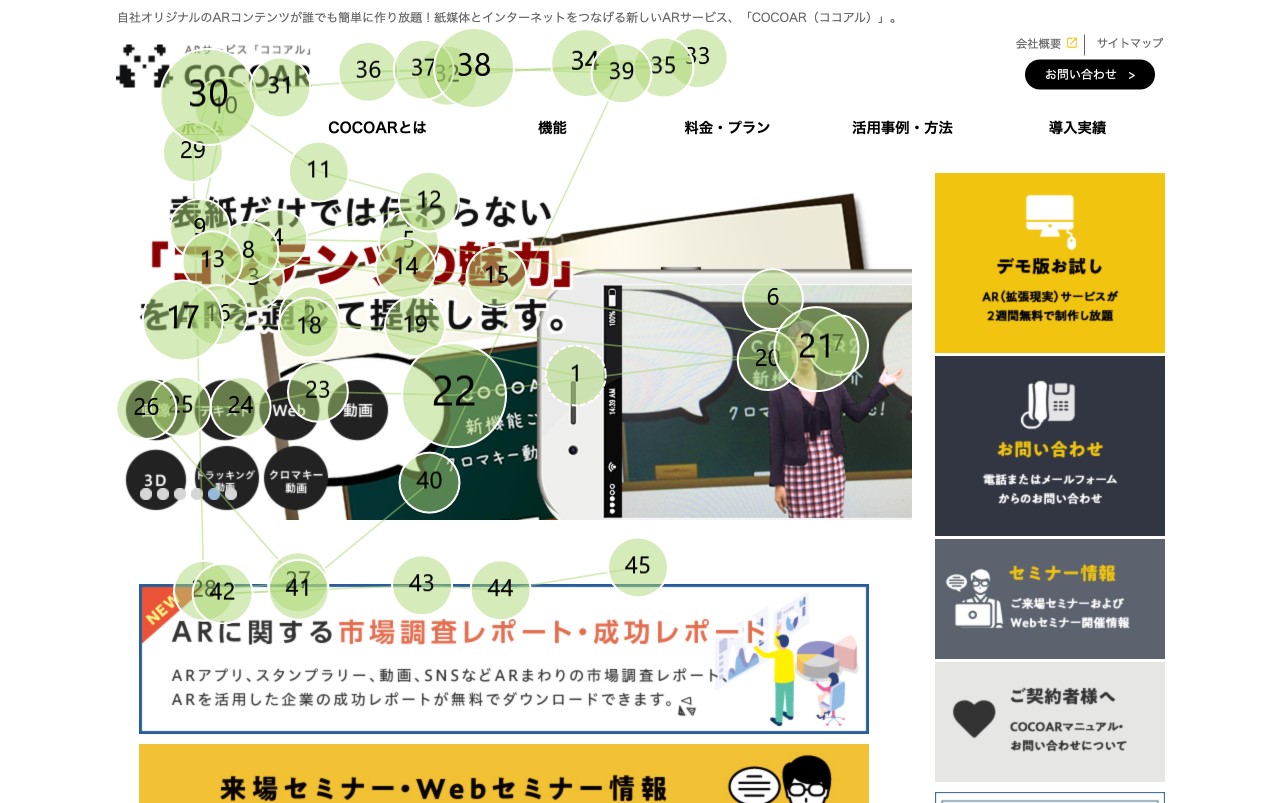 自社オリジナルのARコンテンツが誰でも簡単に作り放題！紙媒体とインターネットをつなげる新しいARサービス、「COCOAR（ココアル）」。
ARサービス「ココアル」
COCOAR
会社概要
サイトマップ
お問い合わせ >
ホーム
COCOARとは
機能
料金・プラン
活用事例・方法
導入実績
表紙だけでは伝わらない
「コンテンツの魅力」
をARを通じて提供します。
Web
動画
3D
トラッキング
動画
クロマキー
動画
新機能
クロマキー動
100%
14:39 AM
デモ版お試し
AR（拡張現実）サービスが
2週間無料で制作し放題
お問い合わせ
電話またはメールフォーム
からのお問い合わせ
セミナー情報
ご来場セミナーおよび
Webセミナー開催情報
ご契約者様へ
COCOARマニュアル・
お問い合わせについて
NEW
ARに関する市場調査レポート・成功レポート
ARアプリ、スタンプラリー、動画、SNSなどARまわりの市場調査レポート、
ARを活用した企業の成功レポートが無料でダウンロードできます。
来場セミナー・Webセミナー情報
1
4
5
6
7
8
9
10
11
12
13
14
15
16
17
18
19
20
21
22
23
24
25
26
27
28
29
30
31
32
33
34
35
36
37
38
39
40
41
42
43
44
45